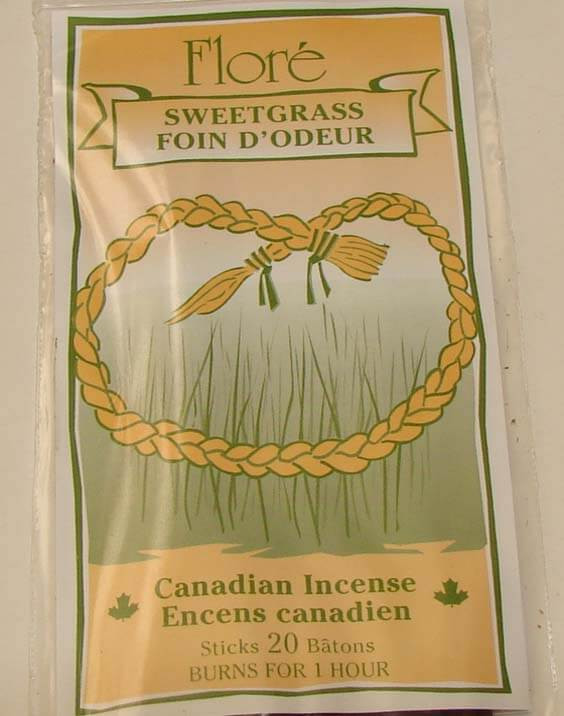 Floré
SWEETGRASS
FOIN D'ODEUR
Canadian Incense
Encens canadien
Sticks 20 Bâtons
BURNS FOR 1 HOUR